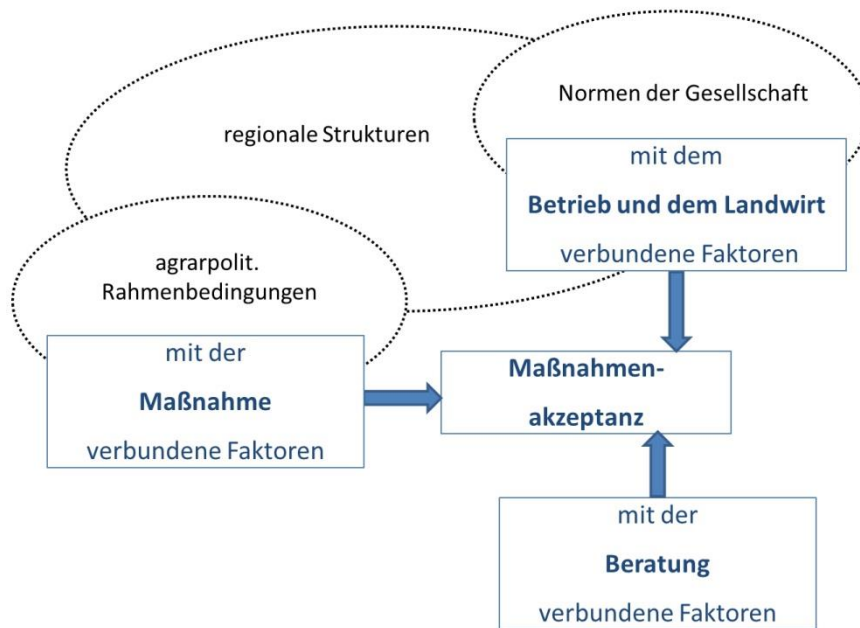 Normen der Gesellschaft
regionale Strukturen
mit dem
Betrieb und dem Landwirt
verbundene Faktoren
agrarpolit.
Rahmenbedingungen
mit der
Maßnahme
verbundene Faktoren
Maßnahmen-
akzeptanz
mit der
Beratung
verbundene Faktoren